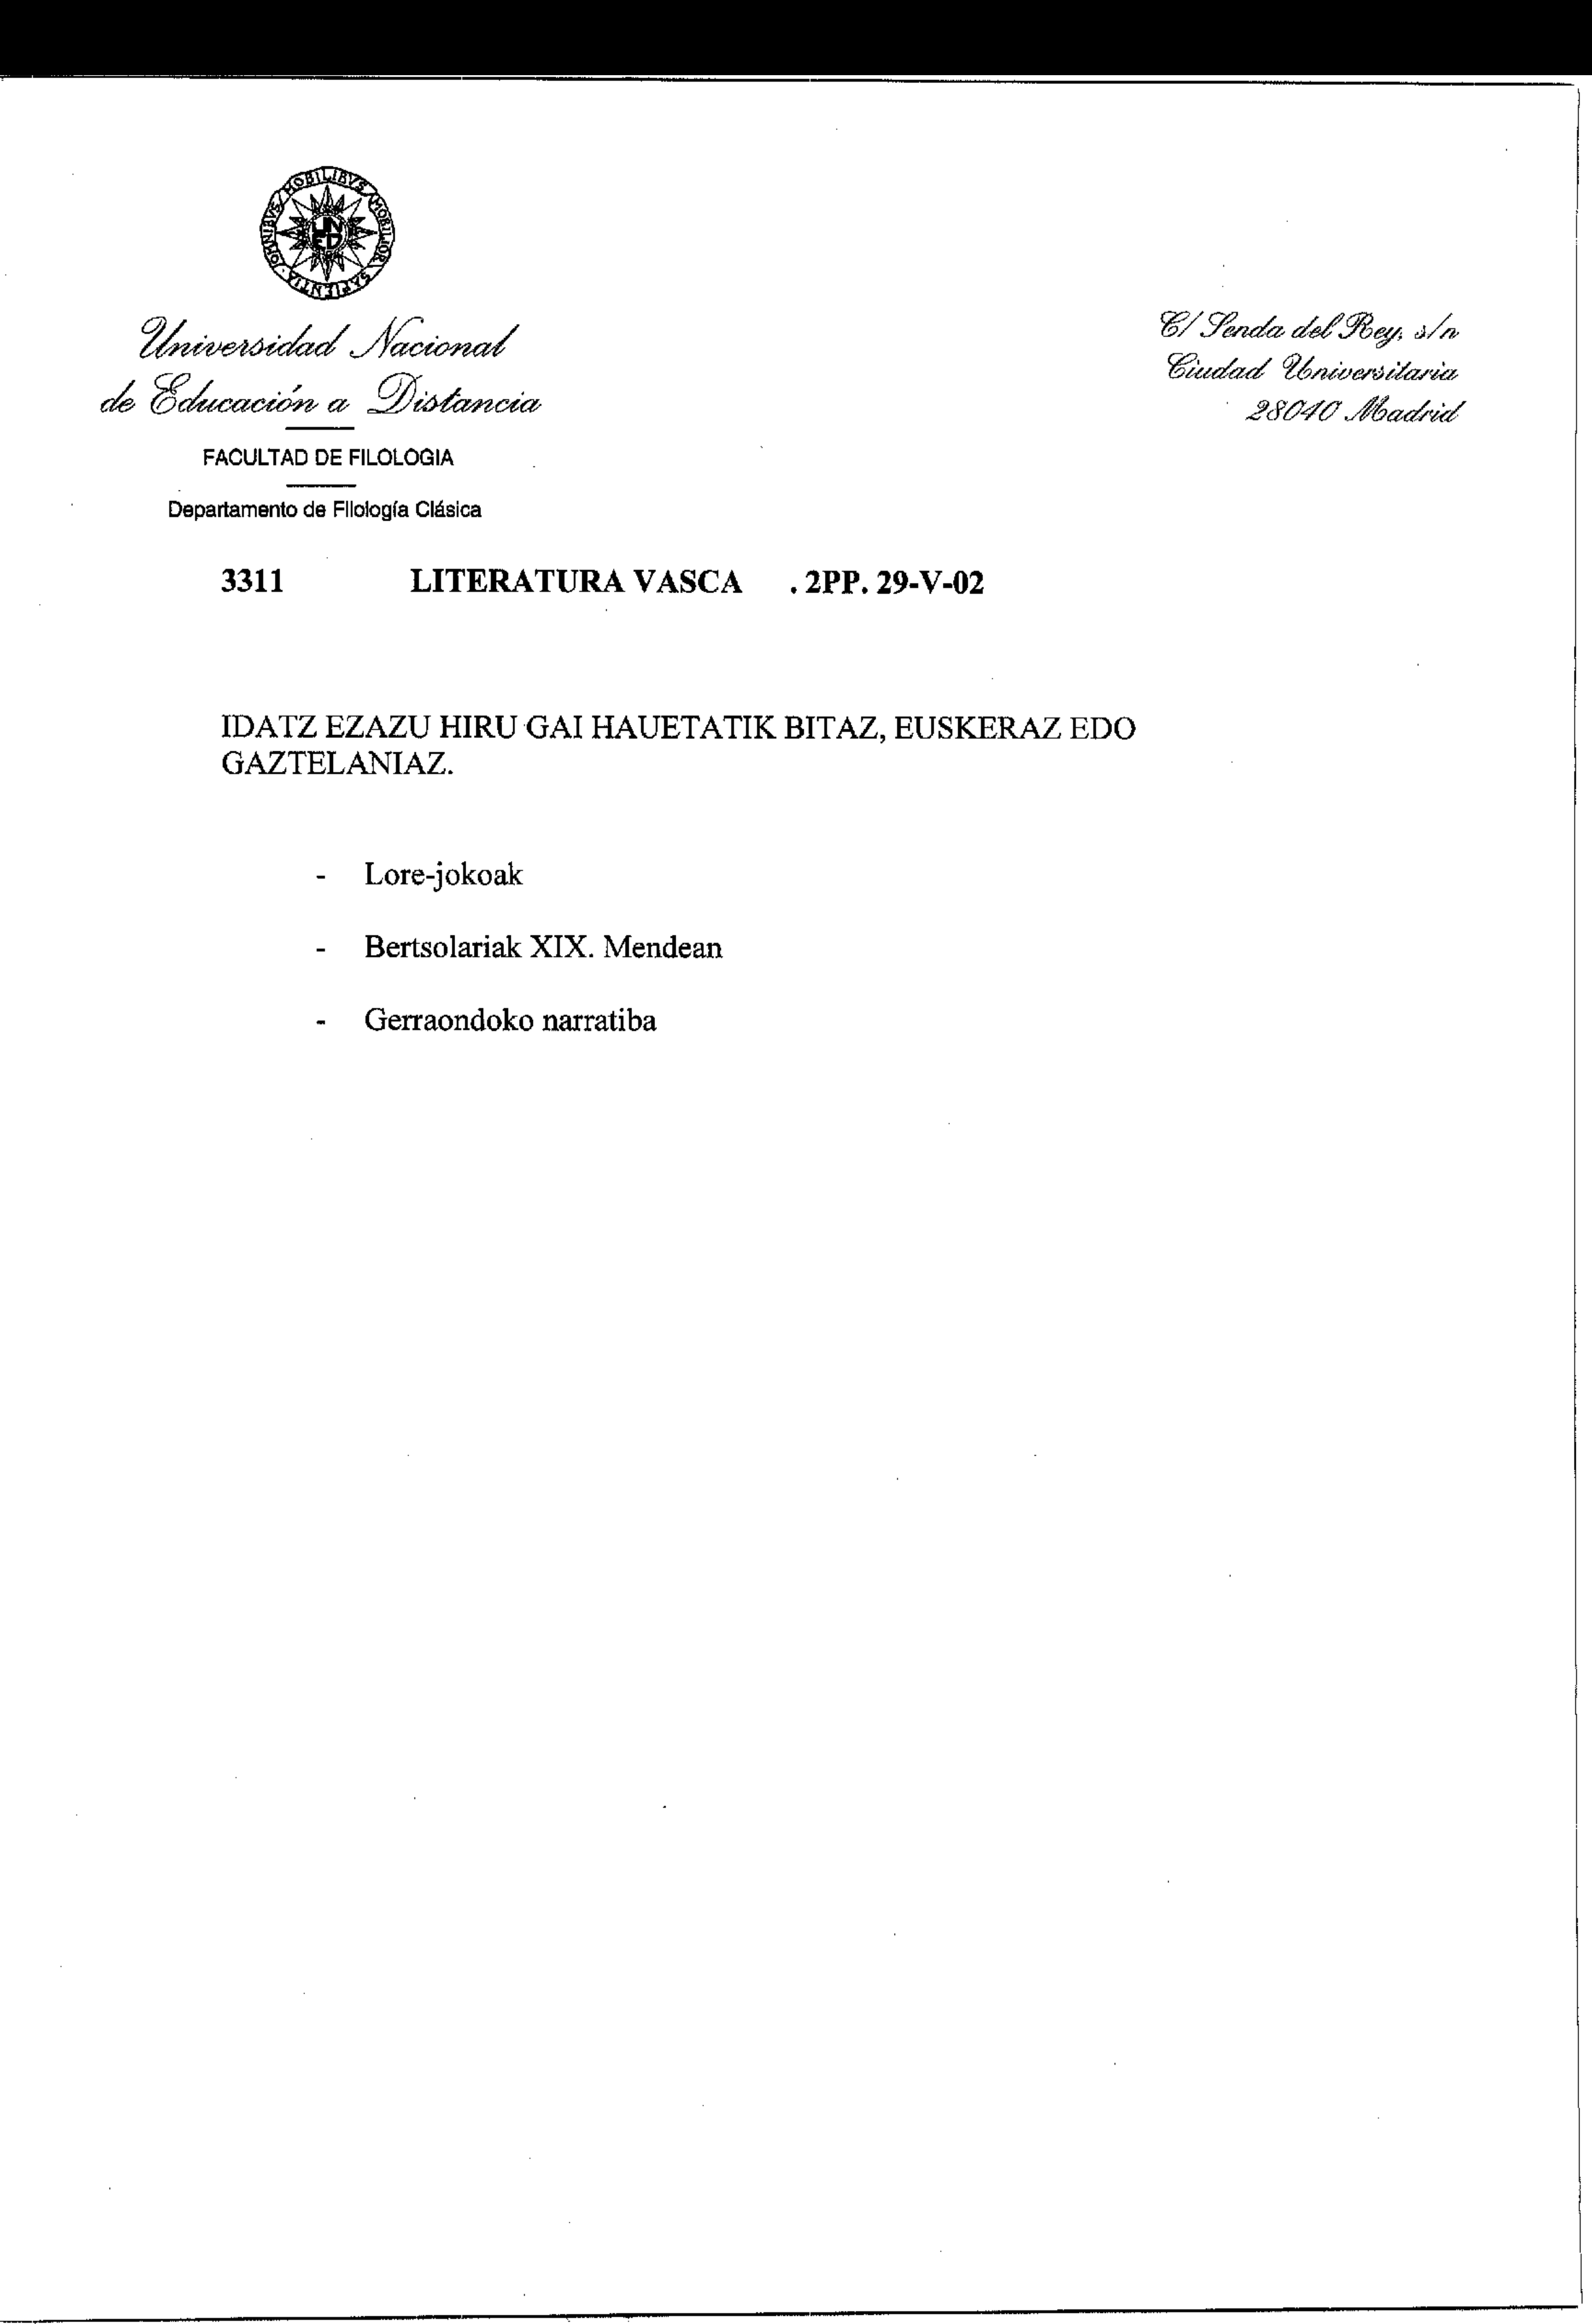 OMNIBVS MOBILIBVS MOBILIOR SAPIENTIA
UNED
Universidad Nacional
de Educación a Distancia
C/ Senda del Rey, s/n
Ciudad Universitaria
28040 Madrid
FACULTAD DE FILOLOGIA
Departamento de Filología Clásica
3311 LITERATURA VASCA . 2PP. 29-V-02
IDATZ EZAZU HIRU GAI HAUETATIK BITAZ, EUSKERAZ EDO
GAZTELANIAZ.
- Lore-jokoak
- Bertsolariak XIX. Mendean
- Gerraondoko narratiba